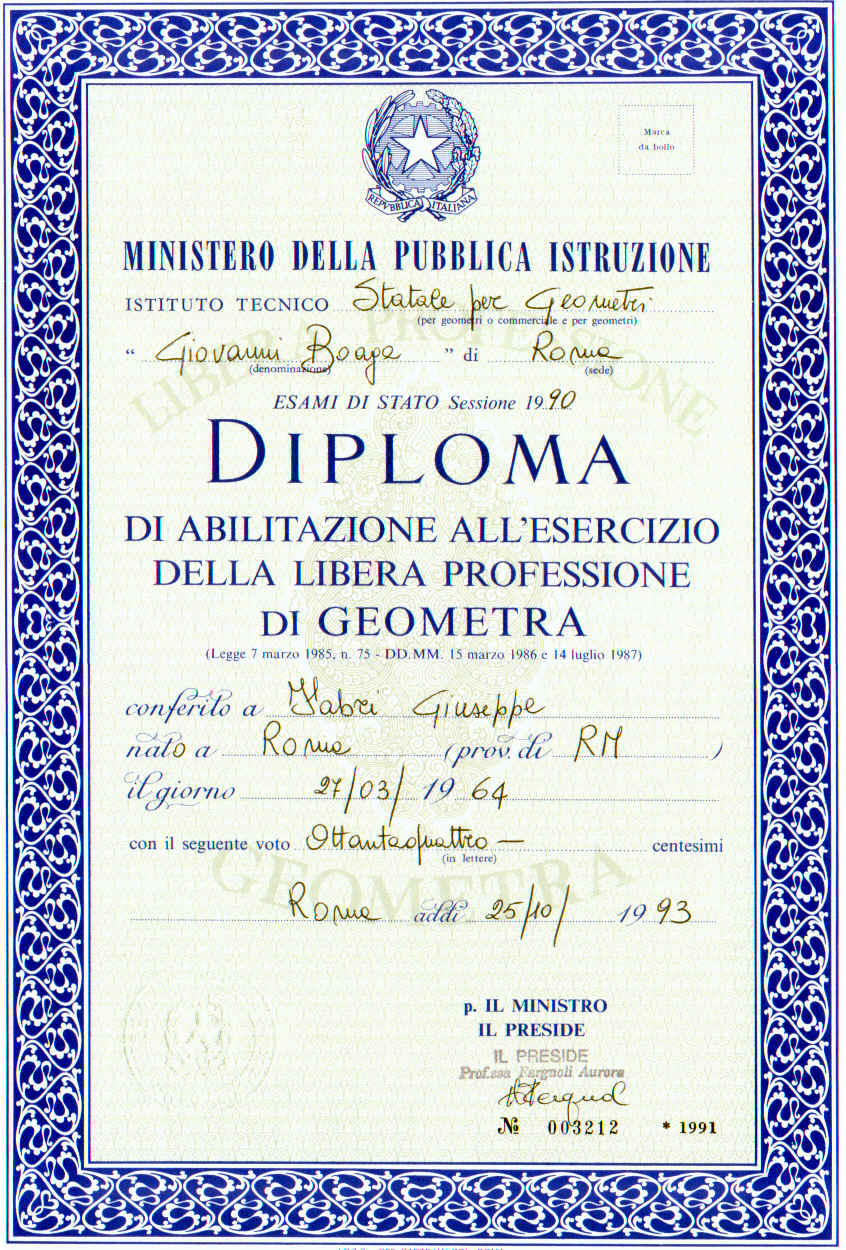 REPVBBLICA ITALIANA
Marca
da bollo
MINISTERO DELLA PUBBLICA ISTRUZIONE
ISTITUTO TECNICO Statale per Geometri
(per geometri o commerciale e per geometri)
“ Giovanni Boaga ” di Roma
(denominazione) (sede)
ESAMI DI STATO Sessione 1990
DIPLOMA
DI ABILITAZIONE ALL'ESERCIZIO
DELLA LIBERA PROFESSIONE
DI GEOMETRA
(Legge 7 marzo 1985, n. 75 - DD.MM. 15 marzo 1986 e 14 luglio 1987)
conferito a Fabri Giuseppe
nato a Roma (prov. di RM )
il giorno 27/03/ 1964
con il seguente voto Ottantaquattro — centesimi
(in lettere)
Roma addì 25/10/ 1993
LIBERA PROFESSIONE
GEOMETRA
p. IL MINISTRO
IL PRESIDE
IL PRESIDE
Prof.ssa Fargnoli Aurora
№ 003212 * 1991